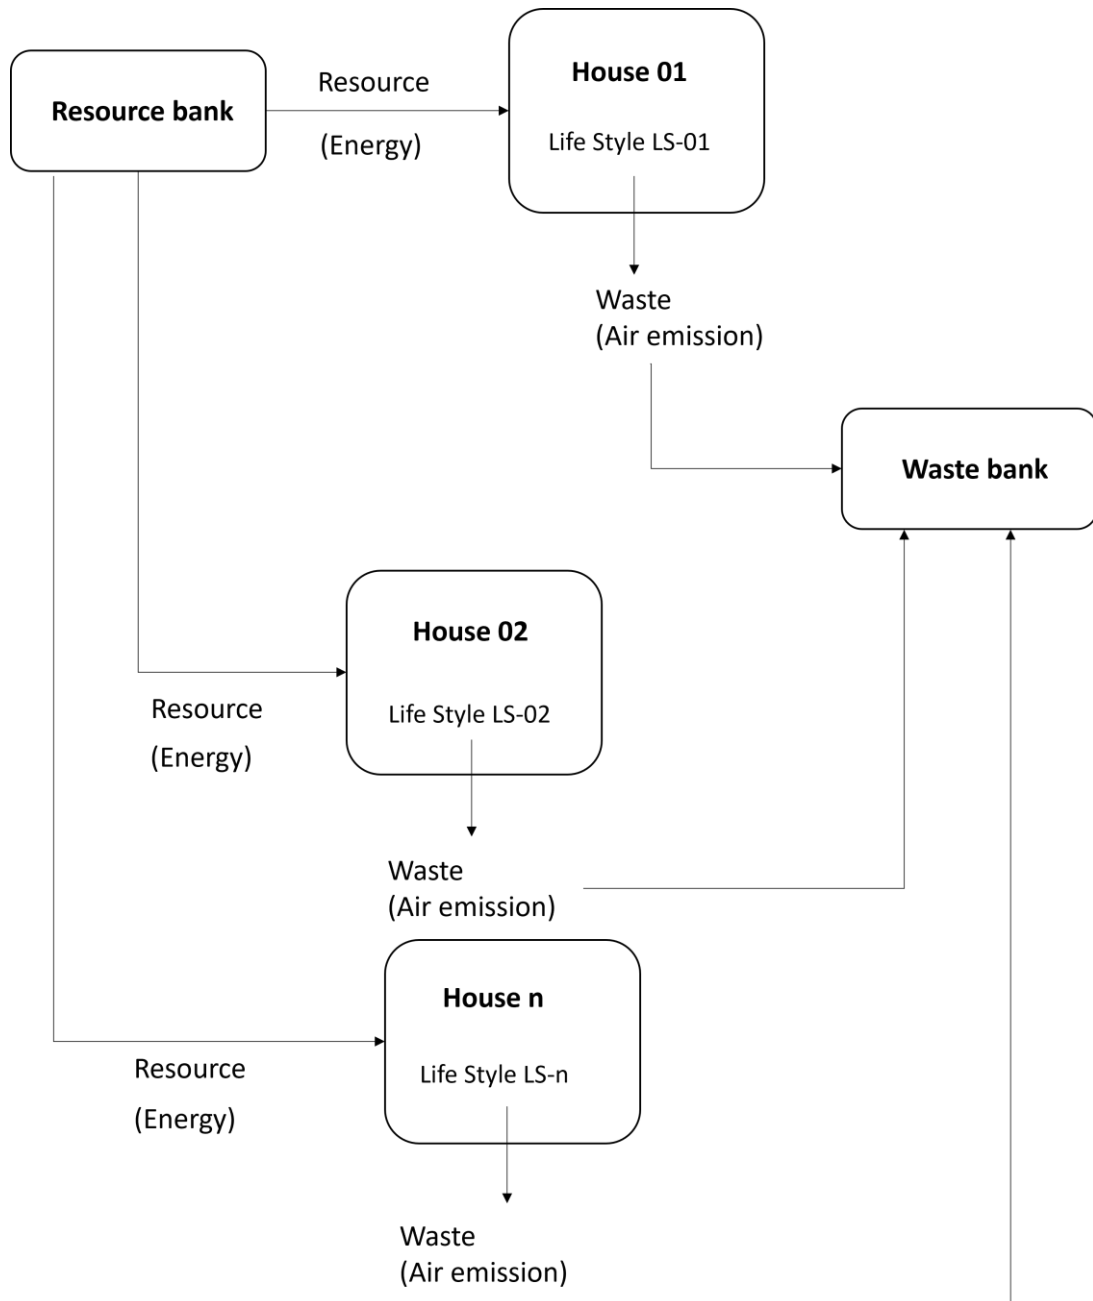 Resource bank
Resource
(Energy)
House 01
Life Style LS-01
Waste
(Air emission)
Waste bank
House 02
Life Style LS-02
Resource
(Energy)
Waste
(Air emission)
House n
Life Style LS-n
Resource
(Energy)
Waste
(Air emission)